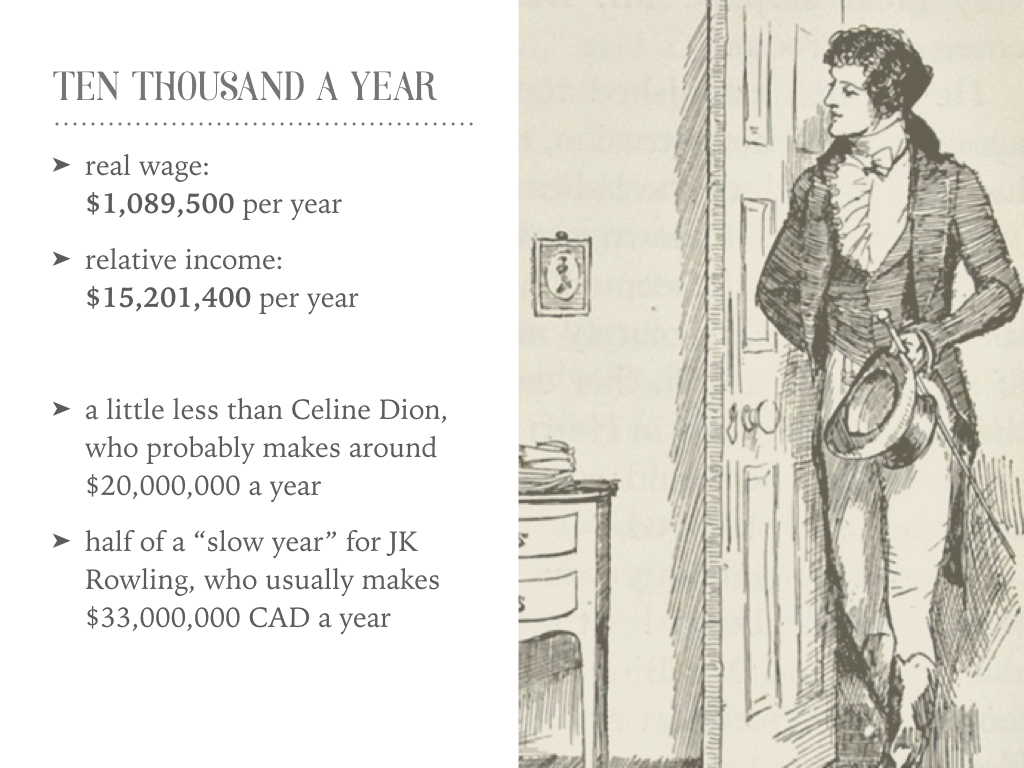 TEN THOUSAND A YEAR
➤ real wage:
$1,089,500 per year
➤ relative income:
$15,201,400 per year
➤ a little less than Celine Dion,
who probably makes around
$20,000,000 a year
➤ half of a “slow year” for JK
Rowling, who usually makes
$33,000,000 CAD a year